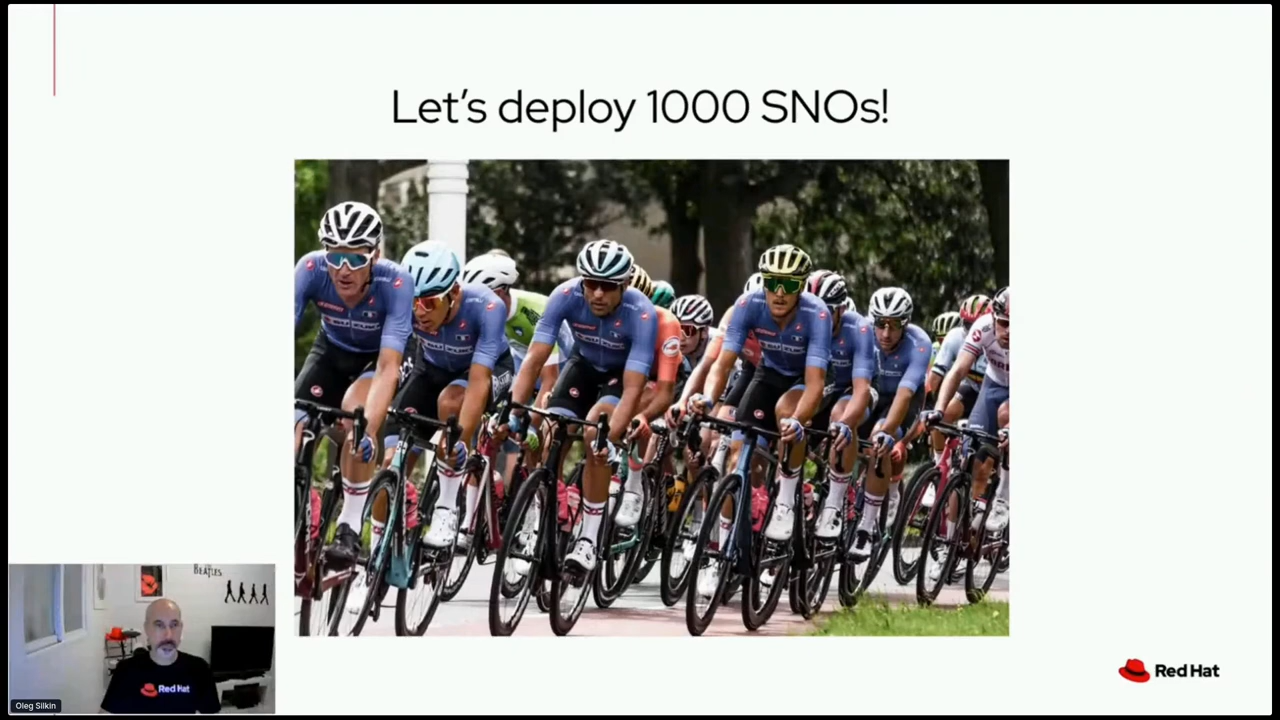 Let's deploy 1000 SNOs!
BEATLES
Red Hat
Oleg Silkin
Red Hat